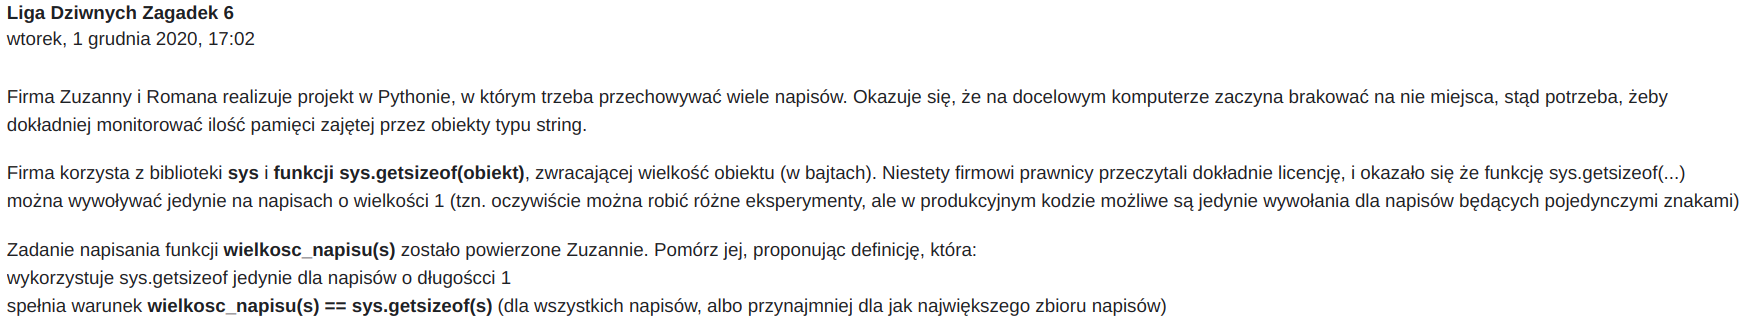 Liga Dziwnych Zagadek 6
wtorek, 1 grudnia 2020, 17:02
Firma Zuzanny i Romana realizuje projekt w Pythonie, w którym trzeba przechowywać wiele napisów. Okazuje się, że na docelowym komputerze zaczyna brakować na nie miejsca, stąd potrzeba, żeby
dokładniej monitorować ilość pamięci zajętej przez obiekty typu string.
Firma korzysta z biblioteki sys i funkcji sys.getsizeof(obiekt), zwracającej wielkość obiektu (w bajtach). Niestety firmowi prawnicy przeczytali dokładnie licencję, i okazało się że funkcję sys.getsizeof(...)
można wywoływać jedynie na napisach o wielkości 1 (tzn. oczywiście można robić różne eksperymenty, ale w produkcyjnym kodzie możliwe są jedynie wywołania dla napisów będących pojedynczymi znakami)
Zadanie napisania funkcji wielkosc_napisu(s) zostało powierzone Zuzannie. Pomórz jej, proponując definicję, która:
wykorzystuje sys.getsizeof jedynie dla napisów o długoścci 1
spełnia warunek wielkosc_napisu(s) == sys.getsizeof(s) (dla wszystkich napisów, albo przynajmniej dla jak największego zbioru napisów)